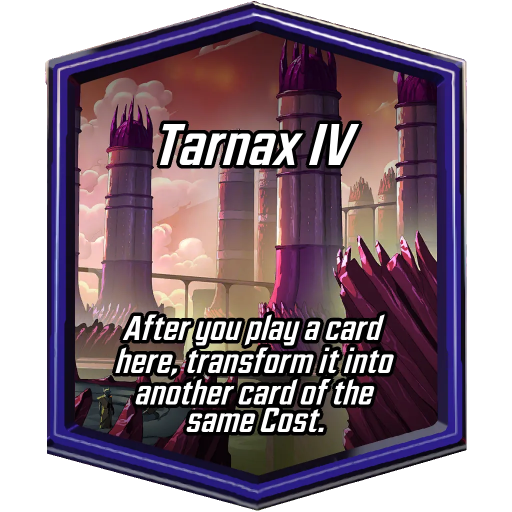 Tarnax IV
After you play a card
here, transform it into
another card of the
same Cost.